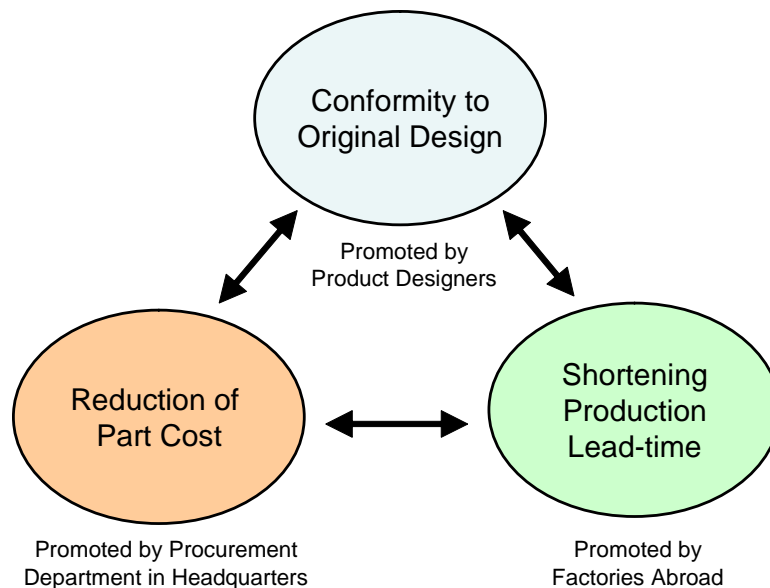 Conformity to
Original Design
Promoted by
Product Designers
Reduction of
Part Cost
Promoted by Procurement
Department in Headquarters
Shortening
Production
Lead-time
Promoted by
Factories Abroad